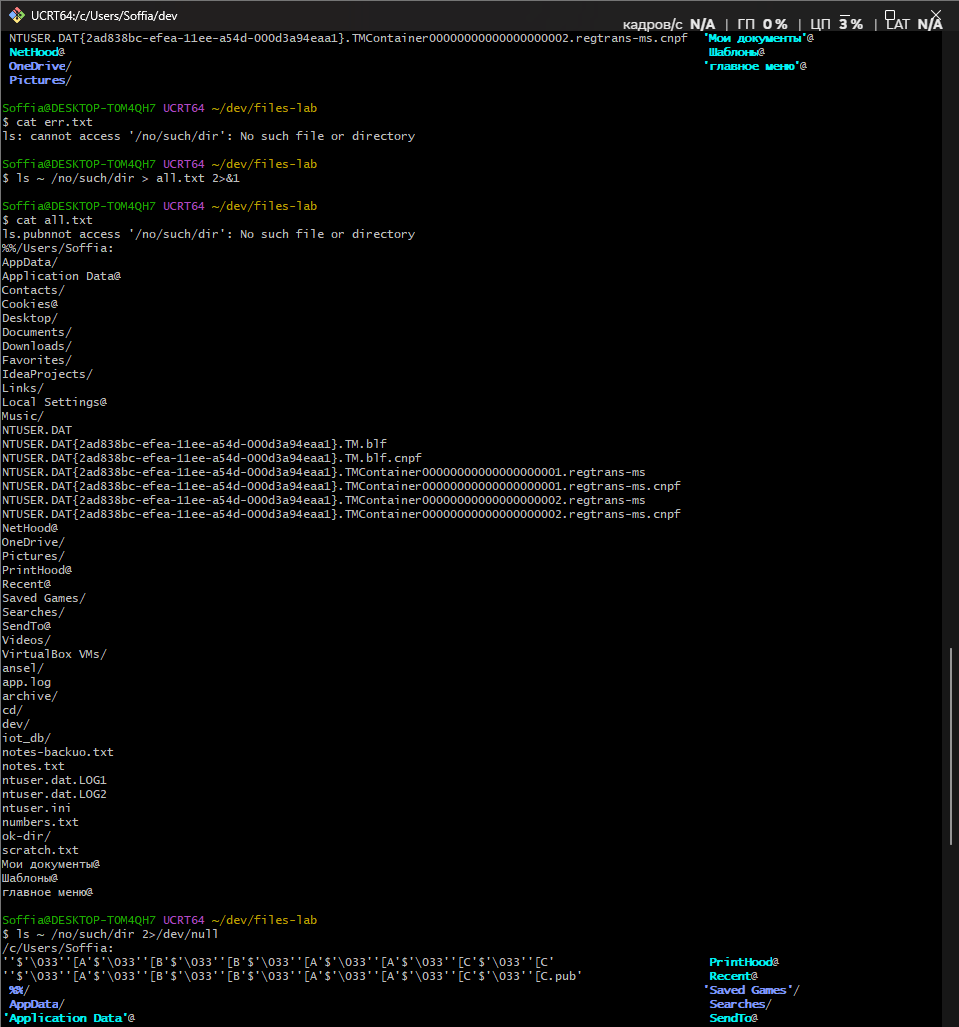 UCRT64:/c/Users/Soffia/dev
кадров/с N/A | ГП 0 % | ЦП 3 % | LAT N/A
NTUSER.DAT{2ad838bc-efea-11ee-a54d-000d3a94eaa1}.TMContainer00000000000000000002.regtrans-ms.cnpf 'Мои документы'@
NetHood@ Шаблоны@
OneDrive/ 'главное меню'@
Pictures/
Soffia@DESKTOP-T0M4QH7 UCRT64 ~/dev/files-lab
$ cat err.txt
ls: cannot access '/no/such/dir': No such file or directory
Soffia@DESKTOP-T0M4QH7 UCRT64 ~/dev/files-lab
$ ls ~ /no/such/dir > all.txt 2>&1
Soffia@DESKTOP-T0M4QH7 UCRT64 ~/dev/files-lab
$ cat all.txt
ls.pubnnot access '/no/such/dir': No such file or directory
%%/Users/Soffia:
AppData/
Application Data@
Contacts/
Cookies@
Desktop/
Documents/
Downloads/
Favorites/
IdeaProjects/
Links/
Local Settings@
Music/
NTUSER.DAT
NTUSER.DAT{2ad838bc-efea-11ee-a54d-000d3a94eaa1}.TM.blf
NTUSER.DAT{2ad838bc-efea-11ee-a54d-000d3a94eaa1}.TM.blf.cnpf
NTUSER.DAT{2ad838bc-efea-11ee-a54d-000d3a94eaa1}.TMContainer00000000000000000001.regtrans-ms
NTUSER.DAT{2ad838bc-efea-11ee-a54d-000d3a94eaa1}.TMContainer00000000000000000001.regtrans-ms.cnpf
NTUSER.DAT{2ad838bc-efea-11ee-a54d-000d3a94eaa1}.TMContainer00000000000000000002.regtrans-ms
NTUSER.DAT{2ad838bc-efea-11ee-a54d-000d3a94eaa1}.TMContainer00000000000000000002.regtrans-ms.cnpf
NetHood@
OneDrive/
Pictures/
PrintHood@
Recent@
Saved Games/
Searches/
SendTo@
Videos/
VirtualBox VMs/
ansel/
app.log
archive/
cd/
dev/
iot_db/
notes-backuo.txt
notes.txt
ntuser.dat.LOG1
ntuser.dat.LOG2
ntuser.ini
numbers.txt
ok-dir/
scratch.txt
Мои документы@
Шаблоны@
главное меню@
Soffia@DESKTOP-T0M4QH7 UCRT64 ~/dev/files-lab
$ ls ~ /no/such/dir 2>/dev/null
/c/Users/Soffia:
''$'\033''[A'$'\033''[B'$'\033''[B'$'\033''[A'$'\033''[A'$'\033''[C'$'\033''[C' PrintHood@
''$'\033''[A'$'\033''[B'$'\033''[B'$'\033''[A'$'\033''[A'$'\033''[C'$'\033''[C.pub' Recent@
%%/ 'Saved Games'/
AppData/ Searches/
'Application Data'@ SendTo@